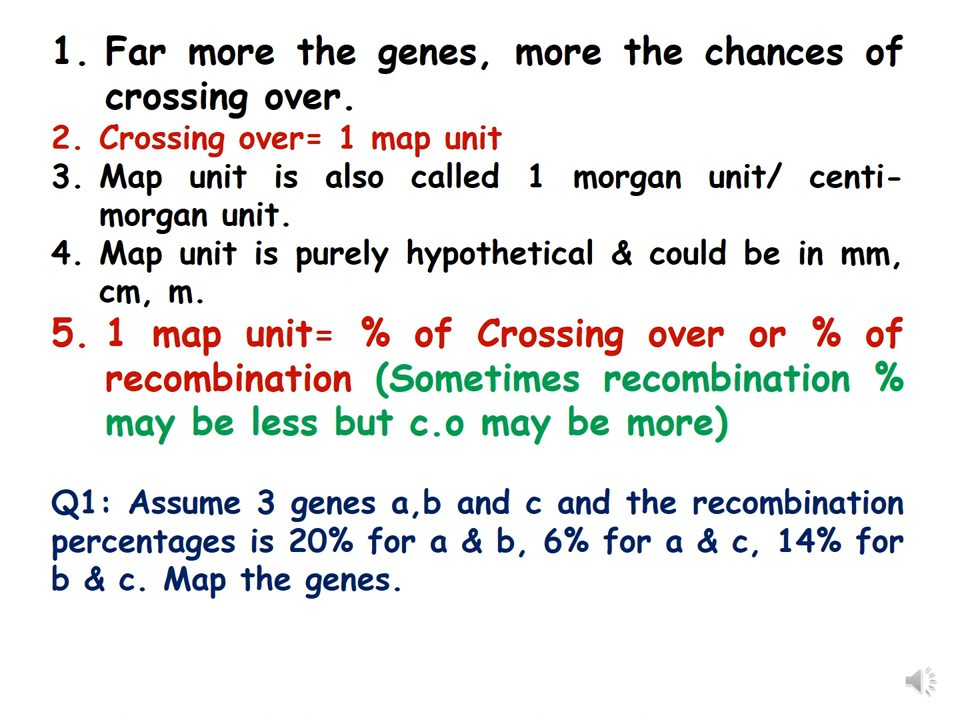 1. Far more the genes, more the chances of
crossing over.
2. Crossing over= 1 map unit
3. Map unit is also called 1 morgan unit/ centi-
morgan unit.
4. Map unit is purely hypothetical & could be in mm,
cm, m.
5. 1 map unit= % of Crossing over or % of
recombination (Sometimes recombination %
may be less but c.o may be more)
Q1: Assume 3 genes a,b and c and the recombination
percentages is 20% for a & b, 6% for a & c, 14% for
b & c. Map the genes.